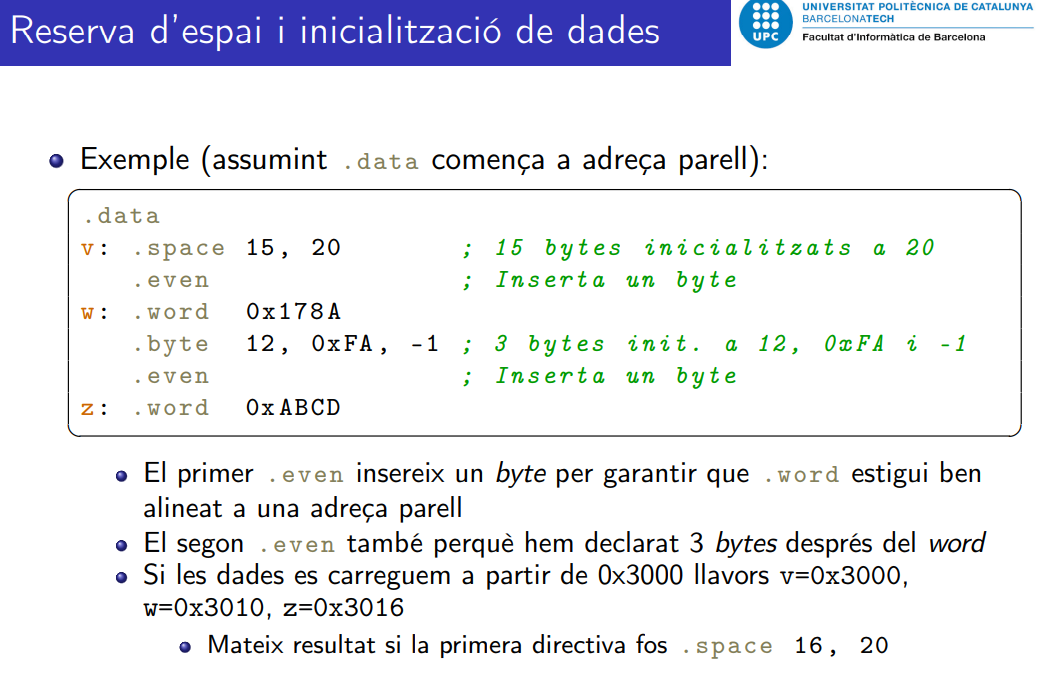 Reserva d'espai i inicialització de dades
UNIVERSITAT POLITÈCNICA DE CATALUNYA
BARCELONATECH
Facultat d'Informàtica de Barcelona
UPC
Exemple (assumint .data comença a adreça parell):
.data
v: .space 15, 20 ; 15 bytes inicialitzats a 20
.even ; Inserta un byte
w: .word 0x178A
.byte 12, 0xFA, -1 ; 3 bytes init. a 12, 0xFA i -1
.even ; Inserta un byte
z: .word 0xABCD
El primer .even insereix un byte per garantir que .word estigui ben
alineat a una adreça parell
El segon .even també perquè hem declarat 3 bytes després del word
Si les dades es carreguem a partir de 0x3000 llavors v=0x3000,
w=0x3010, z=0x3016
Mateix resultat si la primera directiva fos .space 16, 20